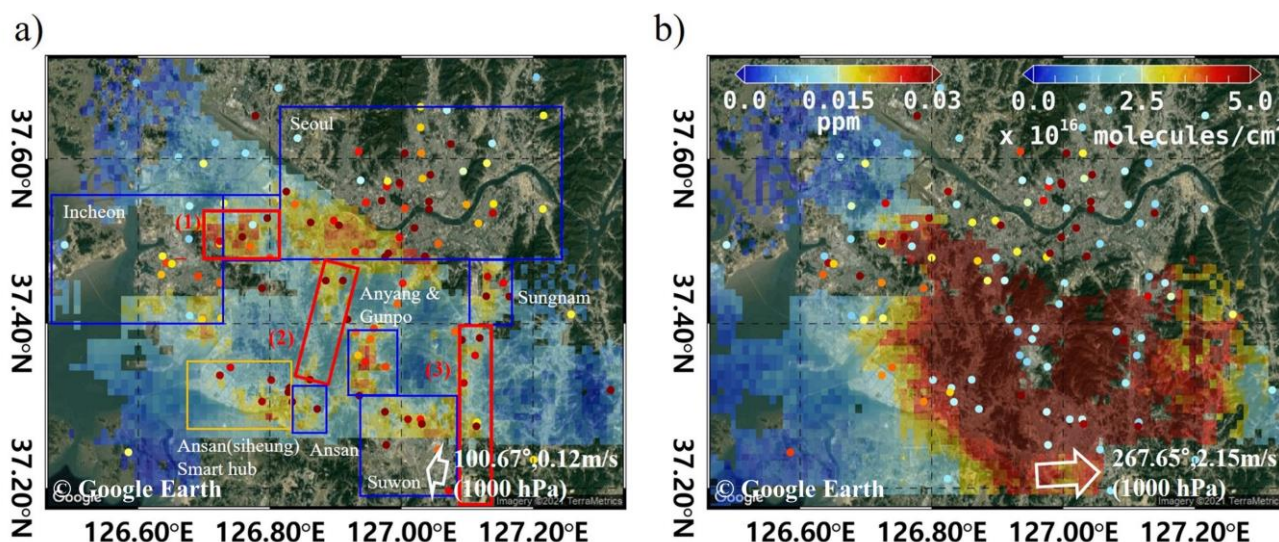 a)
37.60°N
37.40°N
37.20°N
126.60°E
126.80°E
127.00°E
127.20°E
Seoul
Incheon
(1)
Anyang &
Gunpo
Sungnam
(2)
(3)
Ansan(siheung)
Smart hub
Ansan
Suwon
100.67°,0.12m/s
(1000 hPa)
Google
© Google Earth
Imagery ©2021 TerraMetrics
b)
0.0 0.015 0.03
ppm
0.0 2.5 5.0
x 10¹⁶ molecules/cm
37.60°N
37.40°N
37.20°N
126.60°E
126.80°E
127.00°E
127.20°E
267.65°,2.15m/s
(1000 hPa)
Google
© Google Earth
Imagery ©2021 TerraMetrics